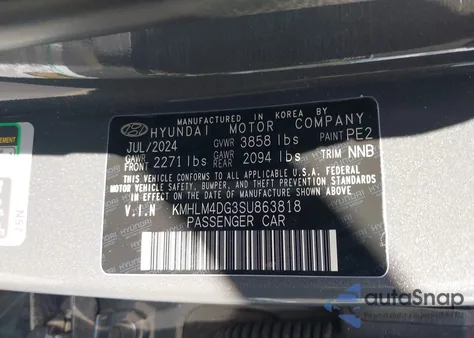 MANUFACTURED IN KOREA BY
HYUNDAI MOTOR COMPANY
JUL/2024 GVWR 3858 lbs PAINT PE2
GAWR FRONT 2271 lbs GAWR REAR 2094 lbs TRIM NNB
THIS VEHICLE CONFORMS TO ALL APPLICABLE U.S.A FEDERAL
MOTOR VEHICLE SAFETY, BUMPER, AND THEFT PREVENTION
STANDARDS IN EFFECT ON THE DATE OF MANUFACTURE
SHOWN ABOVE.
V.I.N KMHLM4DG3SU863818
PASSENGER CAR
autoSnap